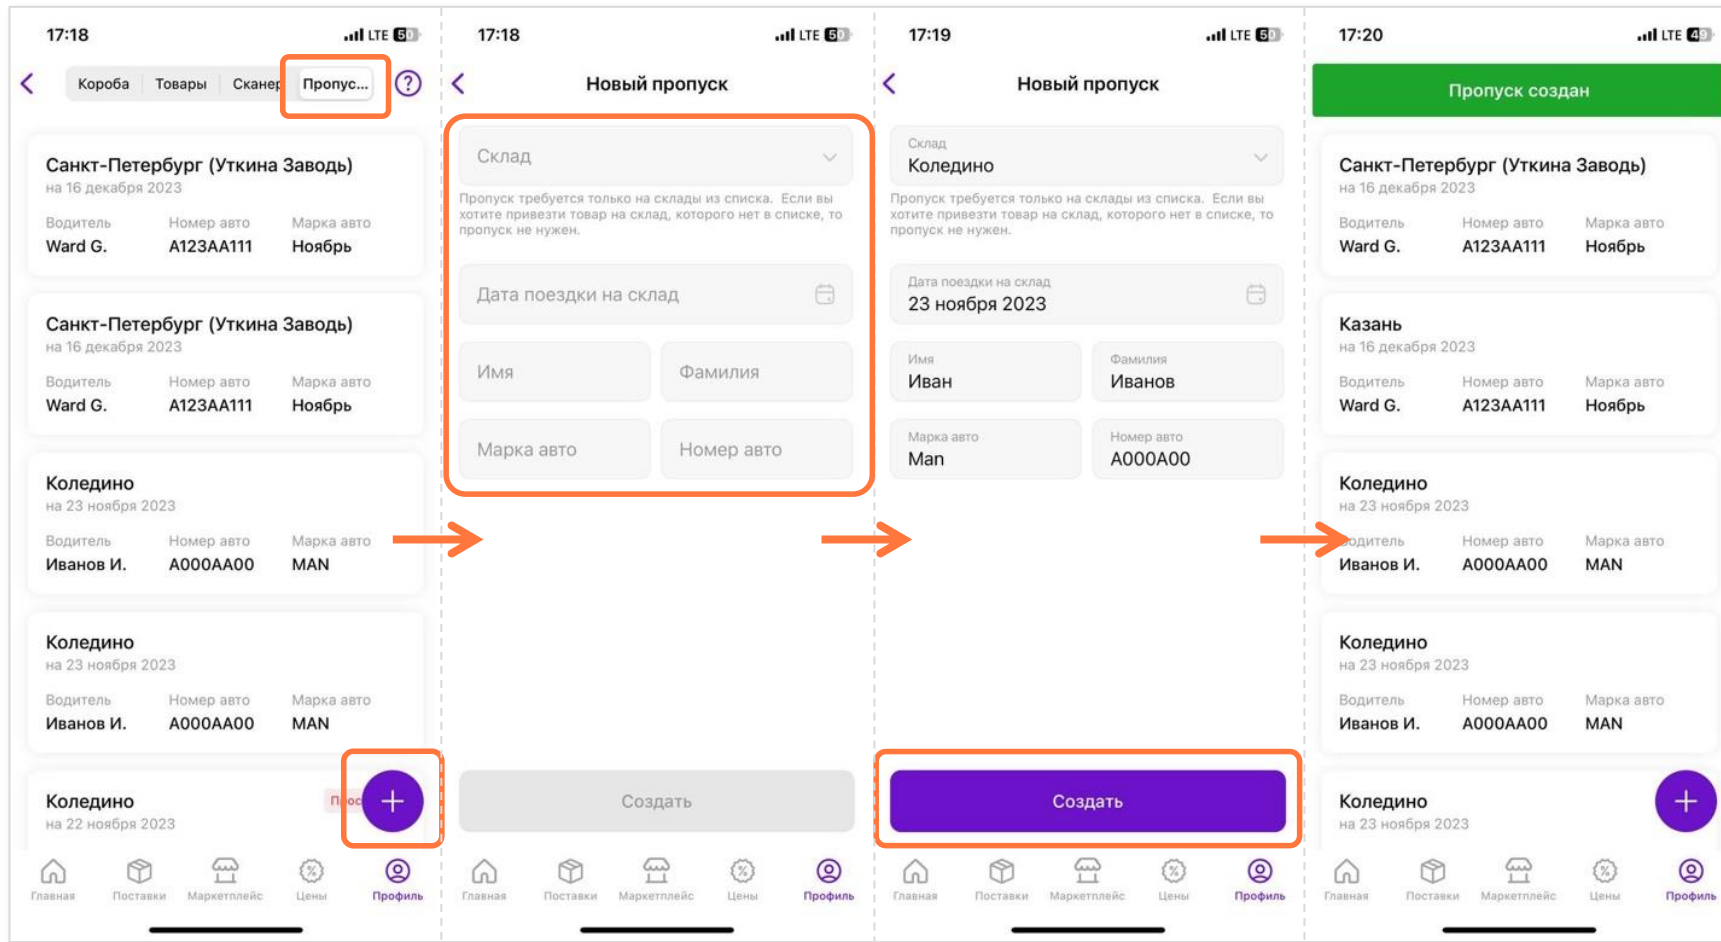 17:18
LTE 50
Короба
Товары
Сканер
Пропус...
?
Санкт-Петербург (Уткина Заводь)
на 16 декабря 2023
Водитель Номер авто Марка авто
Ward G. A123AA111 Ноябрь
Санкт-Петербург (Уткина Заводь)
на 16 декабря 2023
Водитель Номер авто Марка авто
Ward G. A123AA111 Ноябрь
Коледино
на 23 ноября 2023
Водитель Номер авто Марка авто
Иванов И. A000AA00 MAN
Коледино
на 23 ноября 2023
Водитель Номер авто Марка авто
Иванов И. A000AA00 MAN
Коледино
на 22 ноября 2023
Главная Поставки Маркетплейс Цены Профиль
17:18
LTE 50
Новый пропуск
Склад
Пропуск требуется только на склады из списка. Если вы
хотите привезти товар на склад, которого нет в списке, то
пропуск не нужен.
Дата поездки на склад
Имя
Фамилия
Марка авто
Номер авто
Создать
Главная Поставки Маркетплейс Цены Профиль
17:19
LTE 50
Новый пропуск
Склад
Коледино
Пропуск требуется только на склады из списка. Если вы
хотите привезти товар на склад, которого нет в списке, то
пропуск не нужен.
Дата поездки на склад
23 ноября 2023
Имя
Иван
Фамилия
Иванов
Марка авто
Man
Номер авто
A000A00
Создать
Главная Поставки Маркетплейс Цены Профиль
17:20
LTE 49
Пропуск создан
Санкт-Петербург (Уткина Заводь)
на 16 декабря 2023
Водитель Номер авто Марка авто
Ward G. A123AA111 Ноябрь
Казань
на 16 декабря 2023
Водитель Номер авто Марка авто
Ward G. A123AA111 Ноябрь
Коледино
на 23 ноября 2023
Водитель Номер авто Марка авто
Иванов И. A000AA00 MAN
Коледино
на 23 ноября 2023
Водитель Номер авто Марка авто
Иванов И. A000AA00 MAN
Коледино
на 23 ноября 2023
Главная Поставки Маркетплейс Цены Профиль